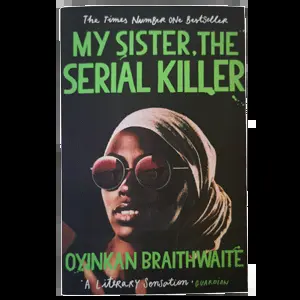 The Times Number One Bestseller
MY SISTER, THE
SERIAL KILLER
OYINKAN BRAITHWAITE
'A Literary Sensation' GUARDIAN